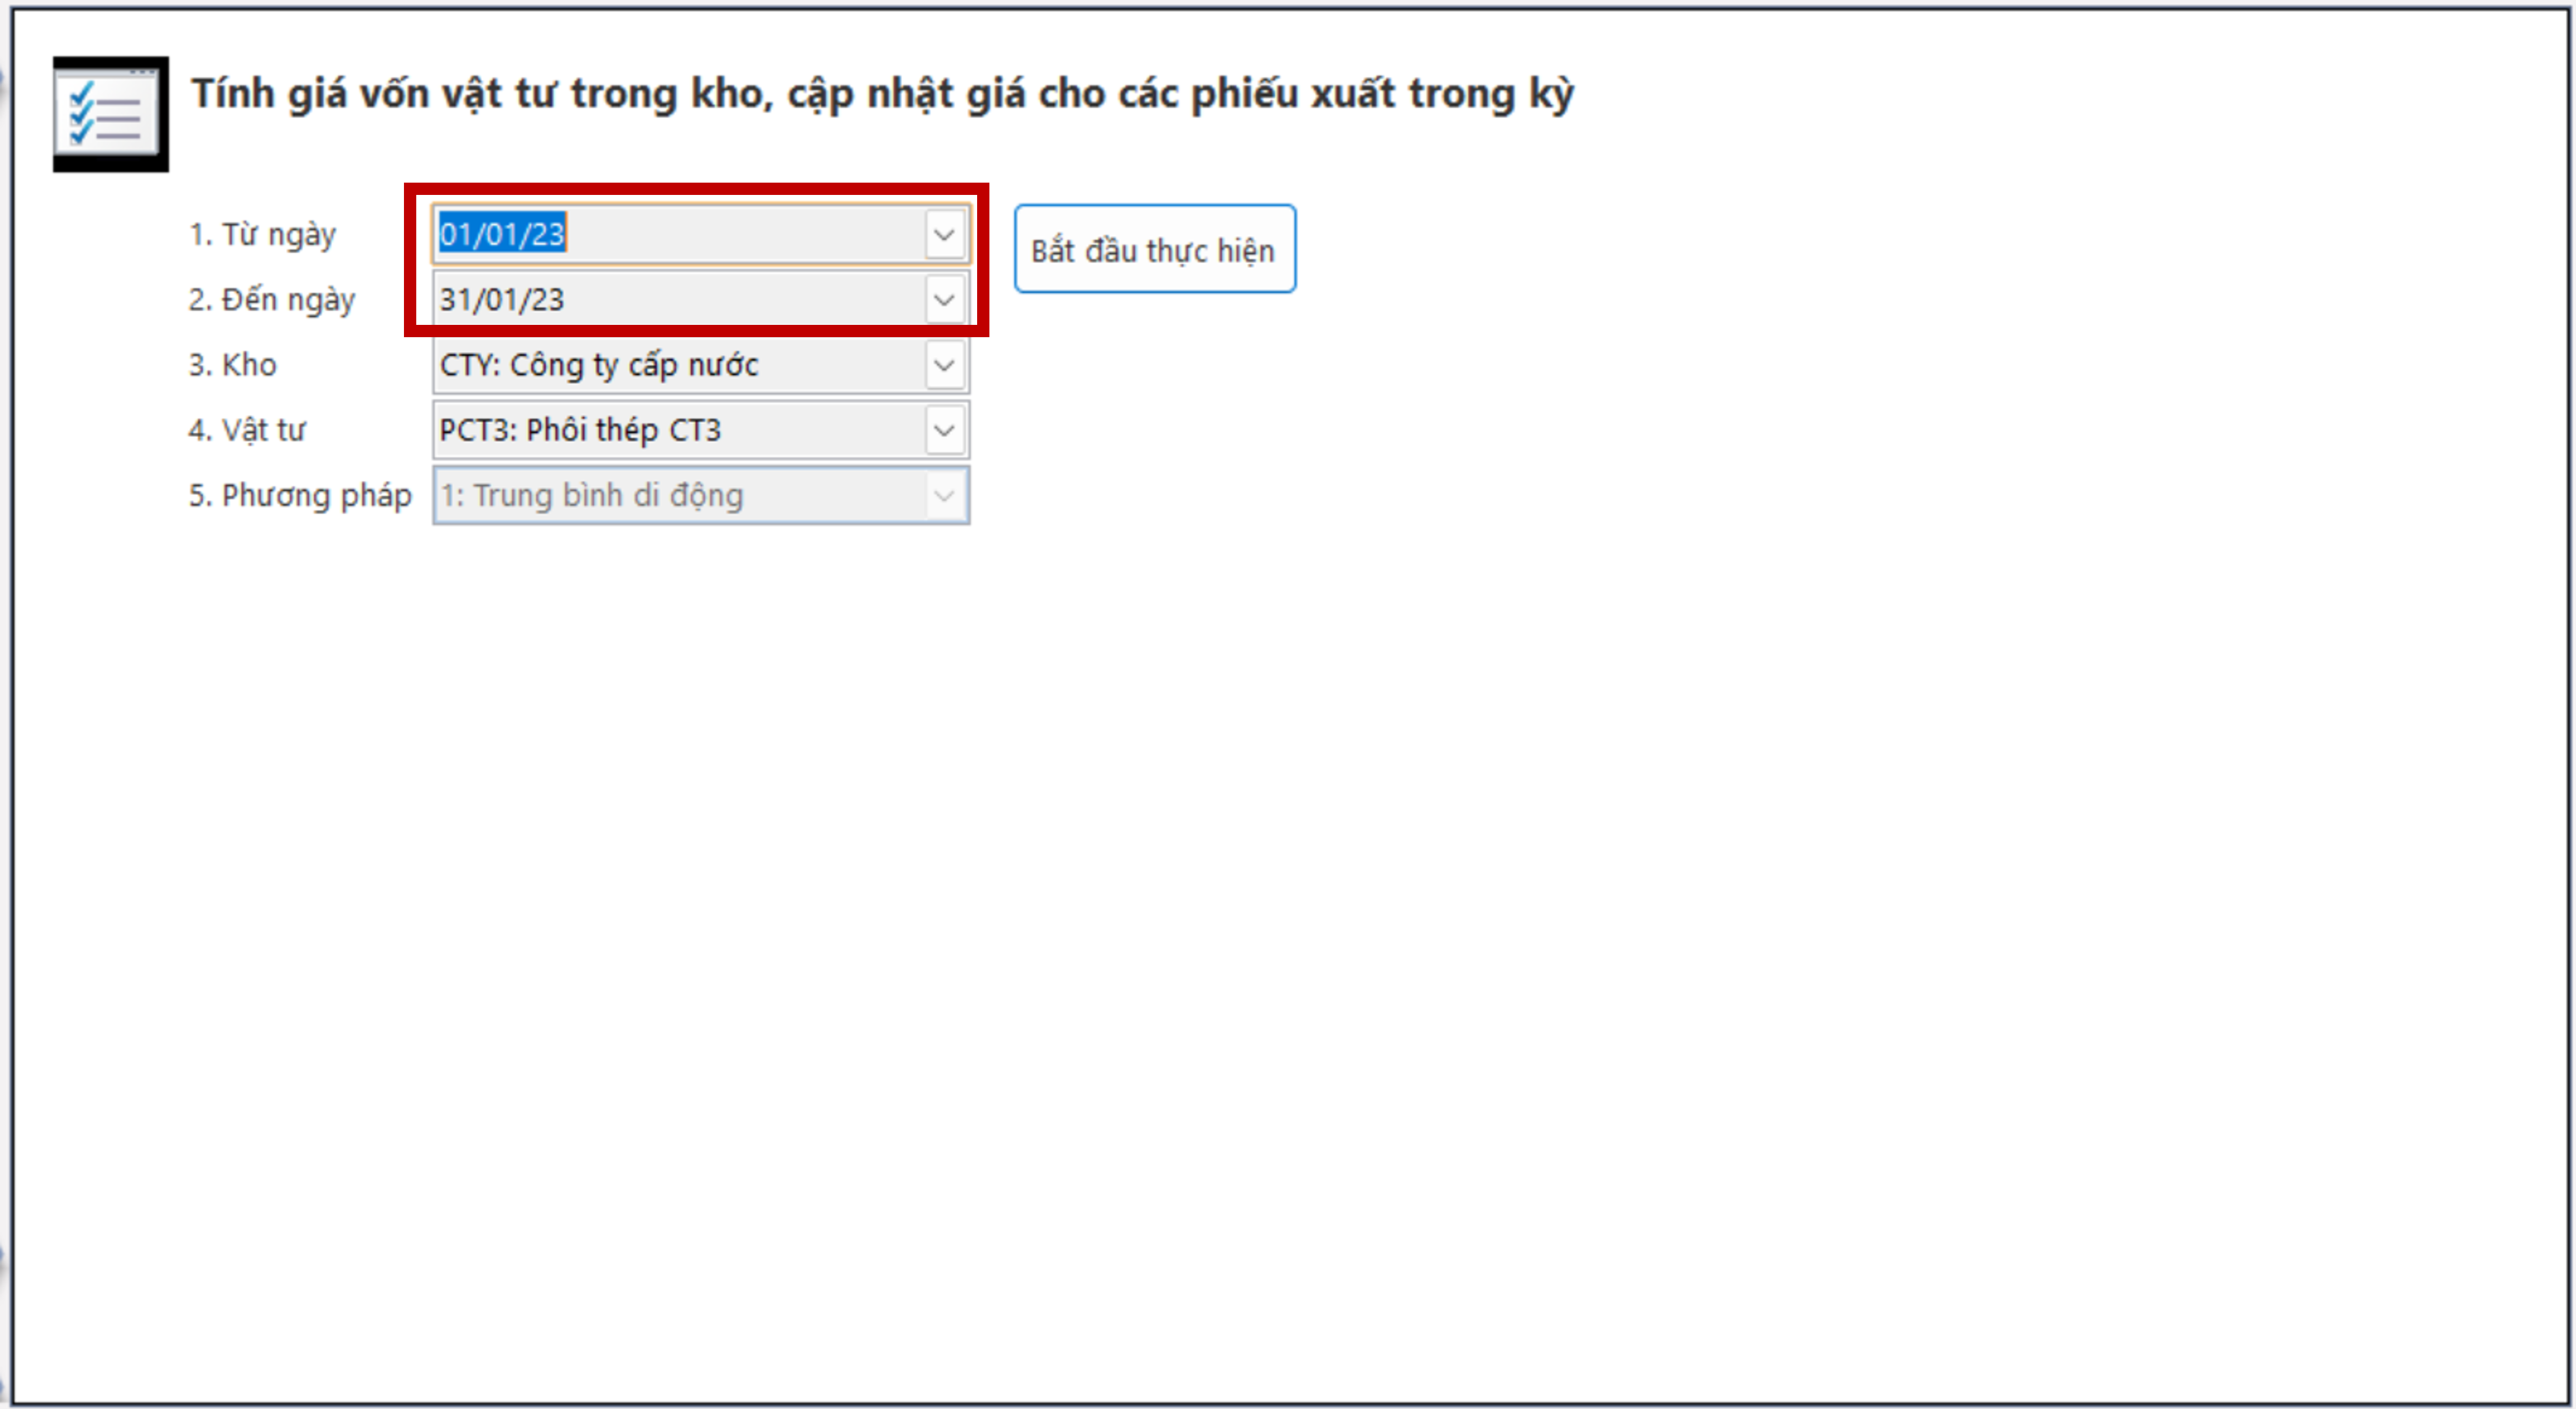 Tính giá vốn vật tư trong kho, cập nhật giá cho các phiếu xuất trong kỳ
1. Từ ngày 01/01/23 Bắt đầu thực hiện
2. Đến ngày 31/01/23
3. Kho CTY: Công ty cấp nước
4. Vật tư PCT3: Phôi thép CT3
5. Phương pháp 1: Trung bình di động